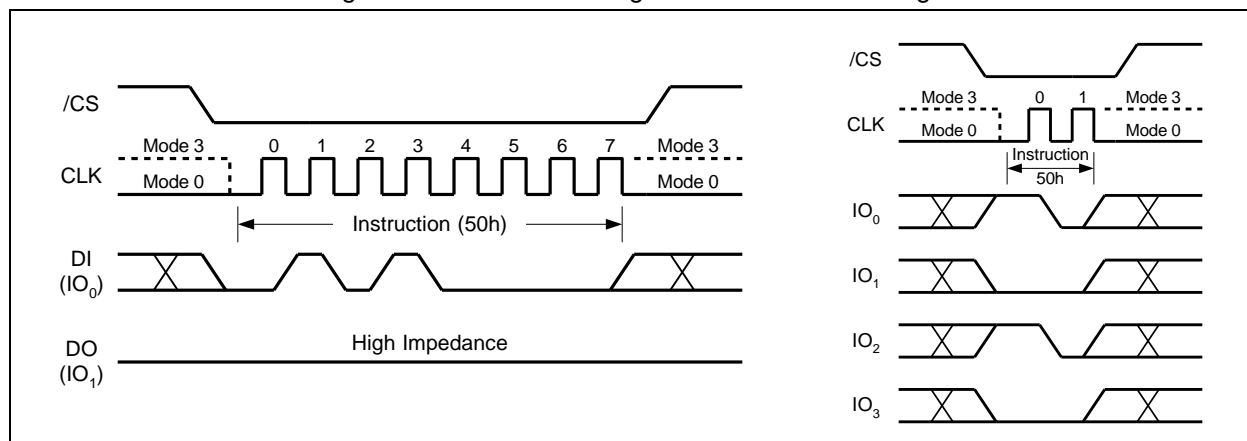 /CS
Mode 3
0 1 2 3 4 5 6 7
Mode 3
CLK
Mode 0
Mode 0
Instruction (50h)
DI
(IO0)
High Impedance
DO
(IO1)
/CS
Mode 3
0 1
Mode 3
CLK
Mode 0
Mode 0
Instruction
50h
IO0
IO1
IO2
IO3